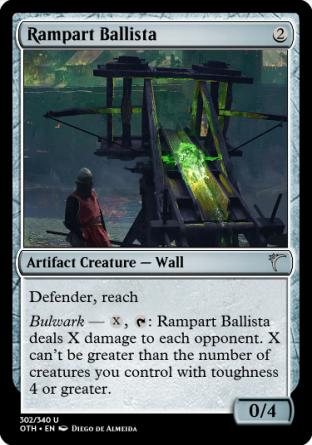 Rampart Ballista 2
Artifact Creature — Wall
Defender, reach
Bulwark — X, T: Rampart Ballista
deals X damage to each opponent. X
can't be greater than the number of
creatures you control with toughness
4 or greater.
0/4
302/340 U
OTH • EN Diego de Almeida